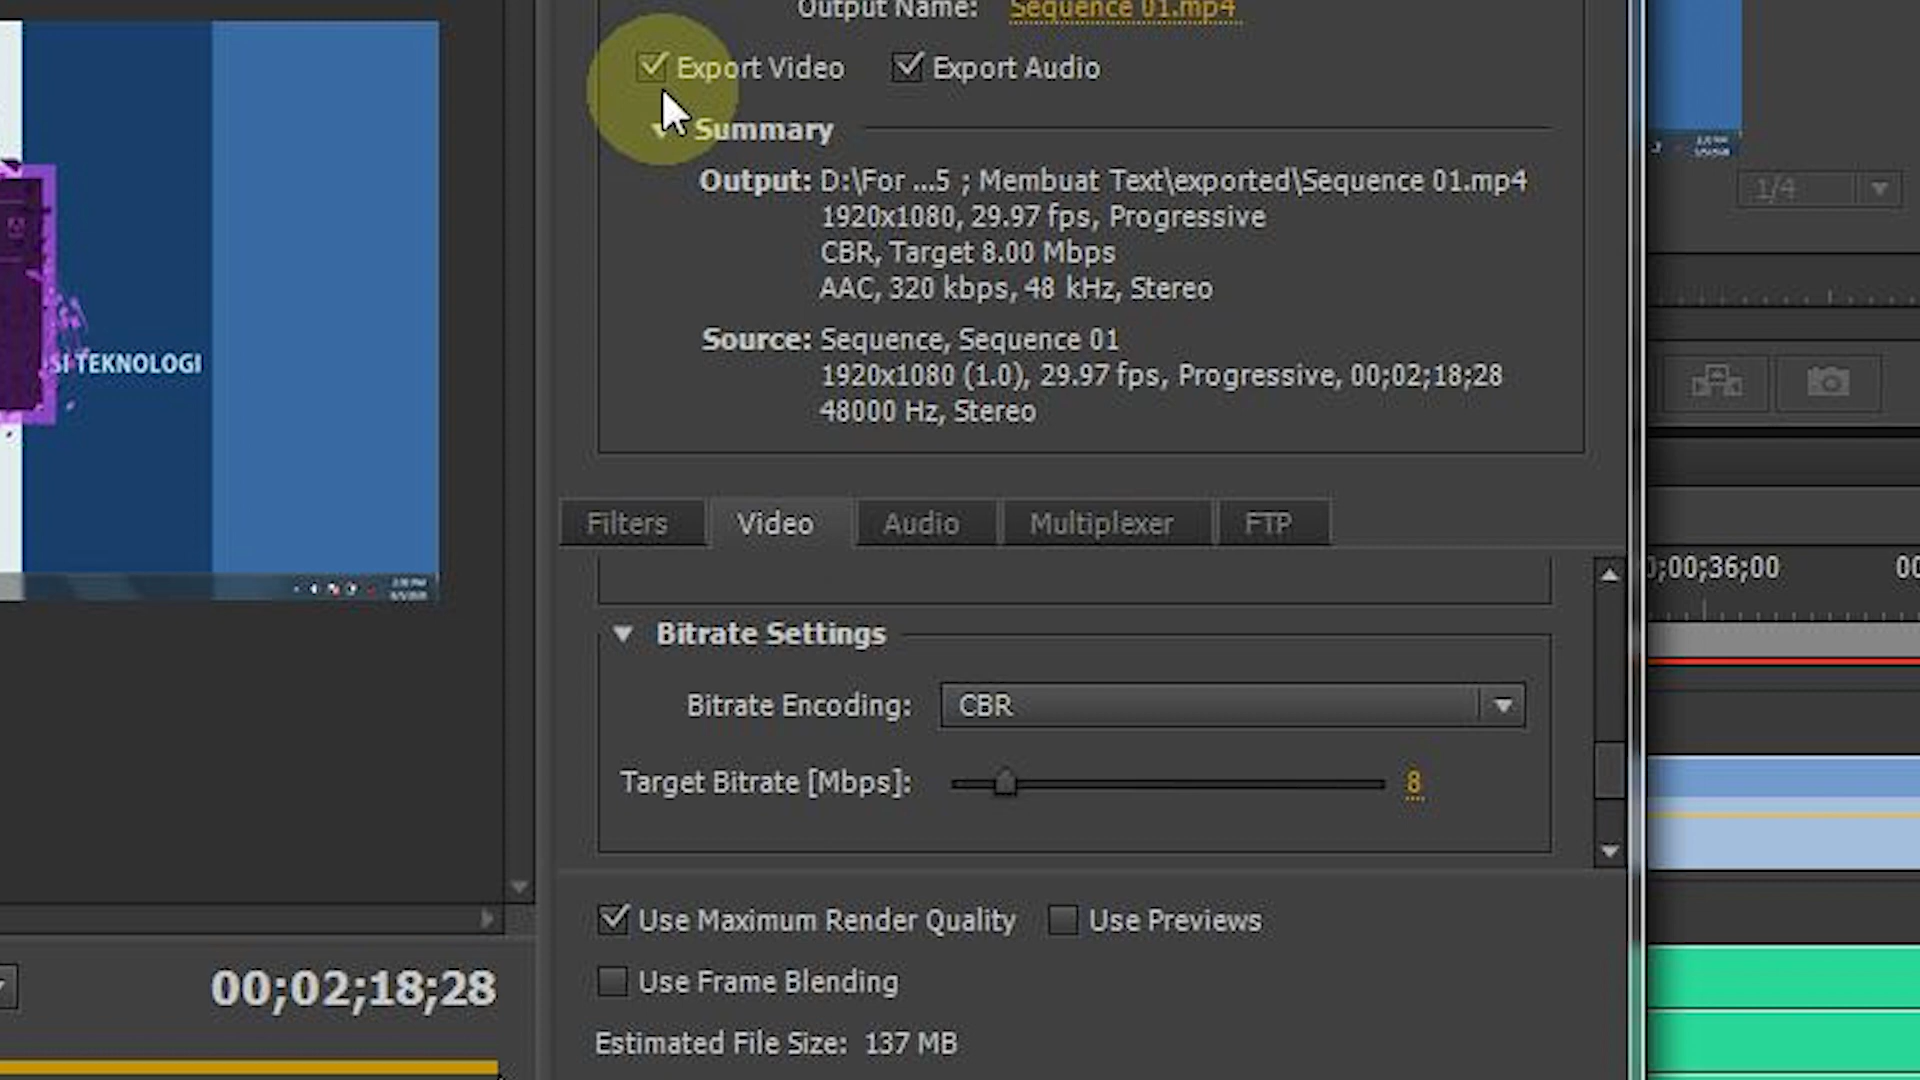 Output Name: Sequence 01.mp4
Export Video Export Audio
Summary
Output: D:\For ...5 ; Membuat Text\exported\Sequence 01.mp4
1920x1080, 29.97 fps, Progressive
CBR, Target 8.00 Mbps
AAC, 320 kbps, 48 kHz, Stereo
Source: Sequence, Sequence 01
1920x1080 (1.0), 29.97 fps, Progressive, 00;02;18;28
48000 Hz, Stereo
SI TEKNOLOGI
1/4
Filters Video Audio Multiplexer FTP
;00;36;00 00
Bitrate Settings
Bitrate Encoding: CBR
Target Bitrate [Mbps]: 8
Use Maximum Render Quality Use Previews
Use Frame Blending
00;02;18;28
Estimated File Size: 137 MB